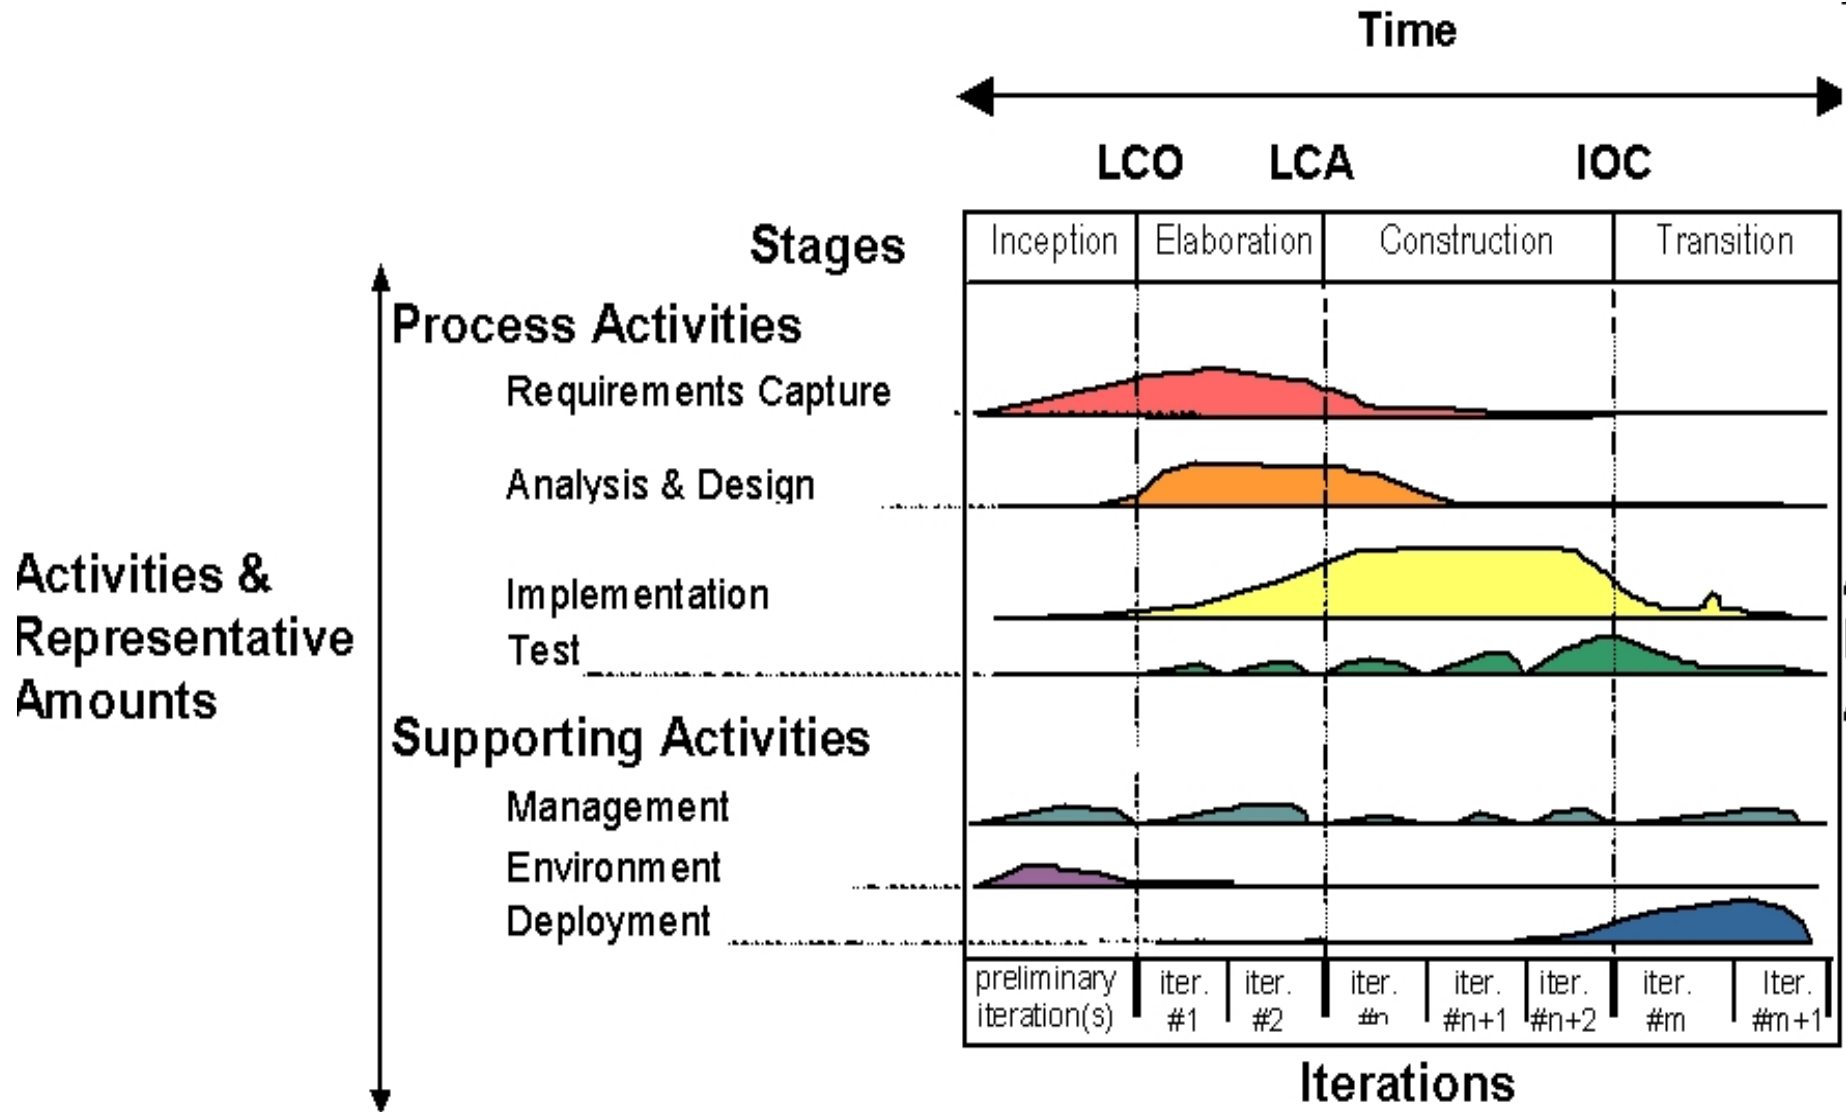 Time
LCO LCA IOC
Stages
Inception Elaboration Construction Transition
Process Activities
Requirements Capture
Analysis & Design
Implementation
Test
Activities &
Representative
Amounts
Supporting Activities
Management
Environment
Deployment
preliminary
iteration(s)
iter.
#1
iter.
#2
iter.
#n
iter.
#n+1
iter.
#n+2
iter.
#m
Iter.
#m+1
Iterations